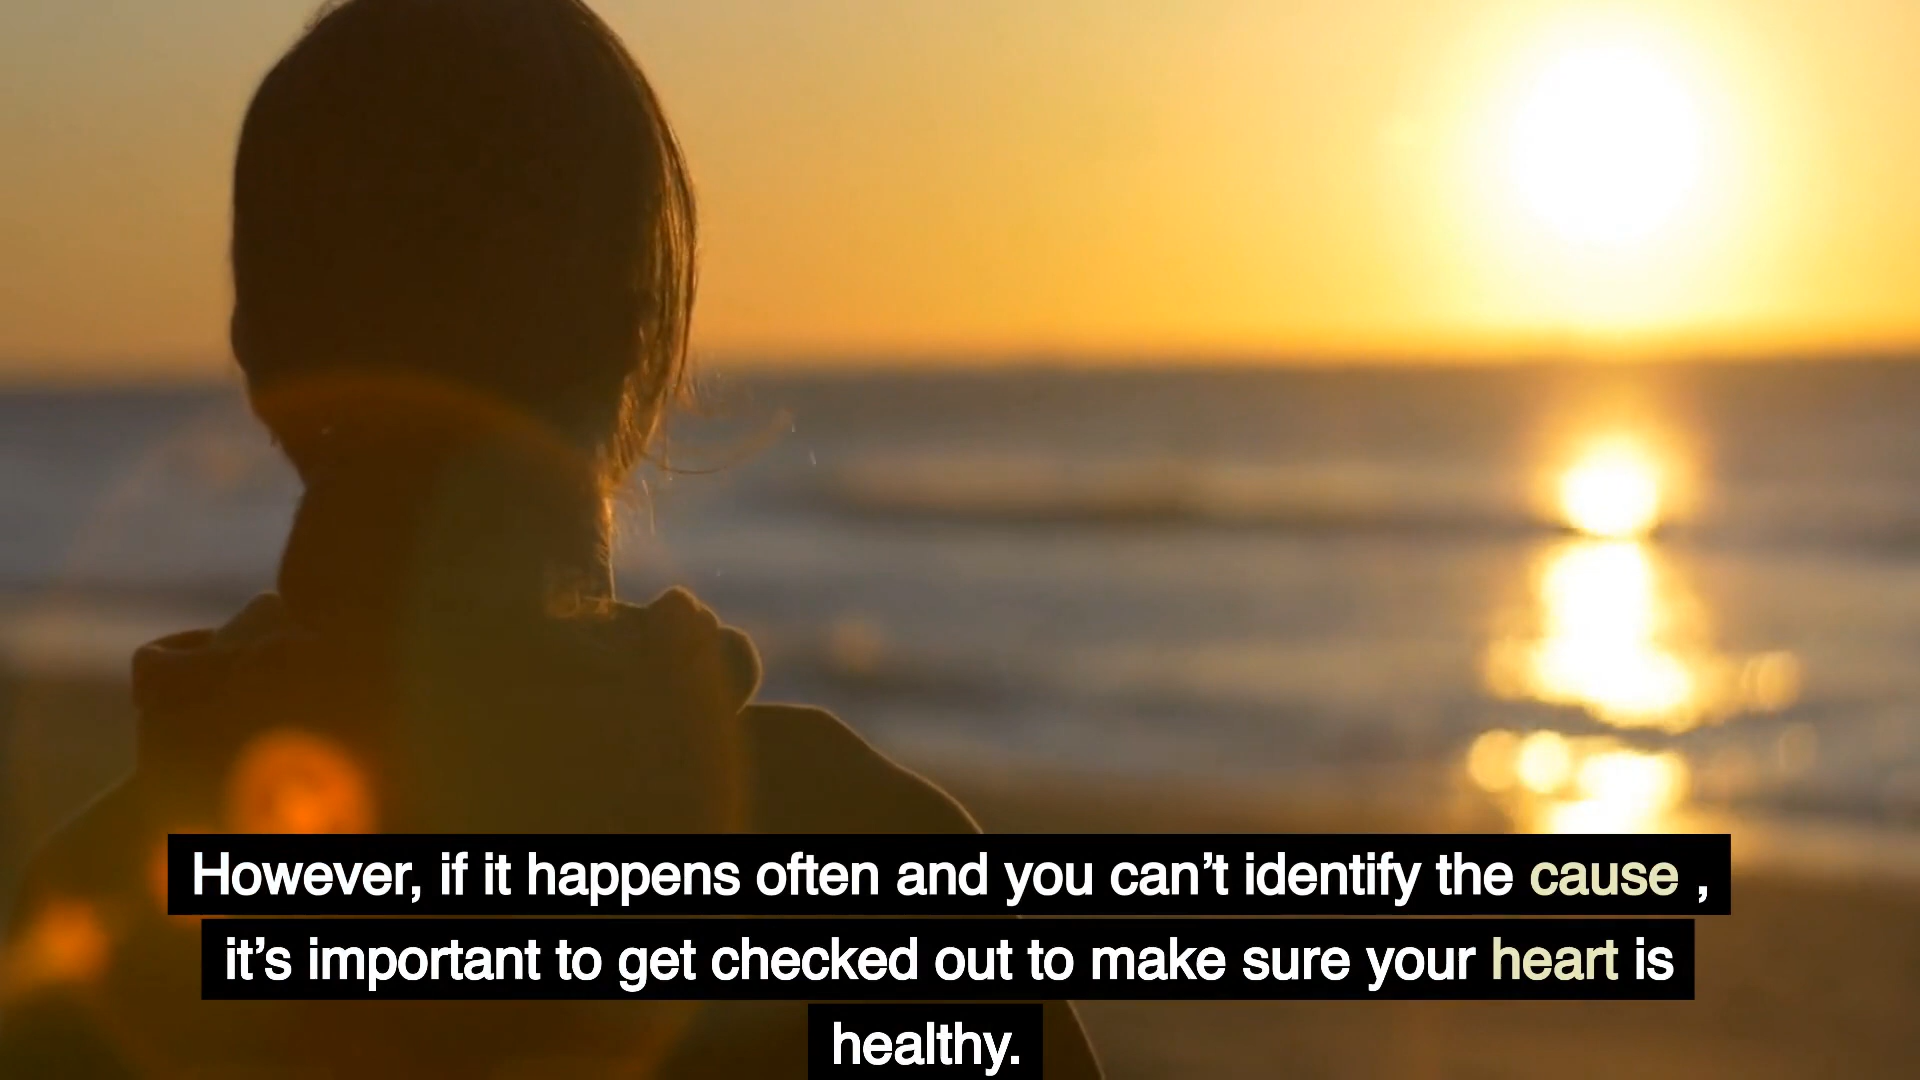 However, if it happens often and you can’t identify the cause ,
it’s important to get checked out to make sure your heart is
healthy.